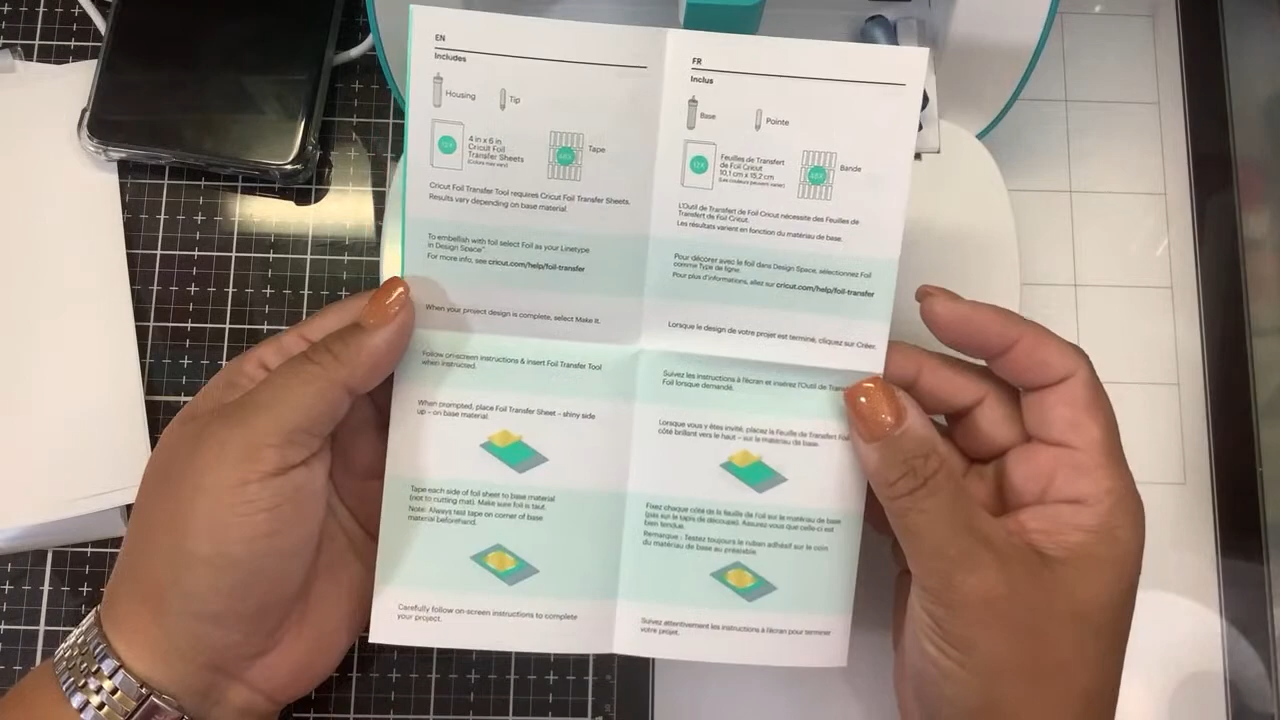 EN
Includes
Housing
Tip
12X
4 in x 6 in
Cricut Foil
Transfer Sheets
(Colors may vary)
48X
Tape
Cricut Foil Transfer Tool requires Cricut Foil Transfer Sheets.
Results vary depending on base material.
To embellish with foil select Foil as your Linetype
in Design Space™.
For more info, see cricut.com/help/foil-transfer
When your project design is complete, select Make It.
Follow on-screen instructions & insert Foil Transfer Tool
when instructed.
When prompted, place Foil Transfer Sheet – shiny side
up – on base material.
Tape each side of foil sheet to base material
(not to cutting mat). Make sure foil is taut.
Note: Always test tape on corner of base
material beforehand.
Carefully follow on-screen instructions to complete
your project.
FR
Inclus
Base
Pointe
12X
Feuilles de Transfert
de Foil Cricut
10,1 cm x 15,2 cm
(Les couleurs peuvent varier)
48X
Bande
L'Outil de Transfert de Foil Cricut nécessite des Feuilles de
Transfert de Foil Cricut.
Les résultats varient en fonction du matériau de base.
Pour décorer avec le foil dans Design Space, sélectionnez Foil
comme Type de ligne.
Pour plus d'informations, allez sur cricut.com/help/foil-transfer
Lorsque le design de votre projet est terminé, cliquez sur Créer.
Suivez les instructions à l'écran et insérez l'Outil de
Foil lorsque demandé.
Lorsque vous y êtes invité, placez la Feuille de Transfert
côté brillant vers le haut – sur le matériau de base.
Fixez chaque côté de la feuille de Foil sur le matériau de base
(pas sur le tapis de découpe). Assurez vous que celle-ci est
bien tendue.
Remarque - Testez toujours le ruban adhésif sur le coin
du matériau de base au préalable.
Suivez attentivement les instructions à l'écran pour terminer
votre projet.